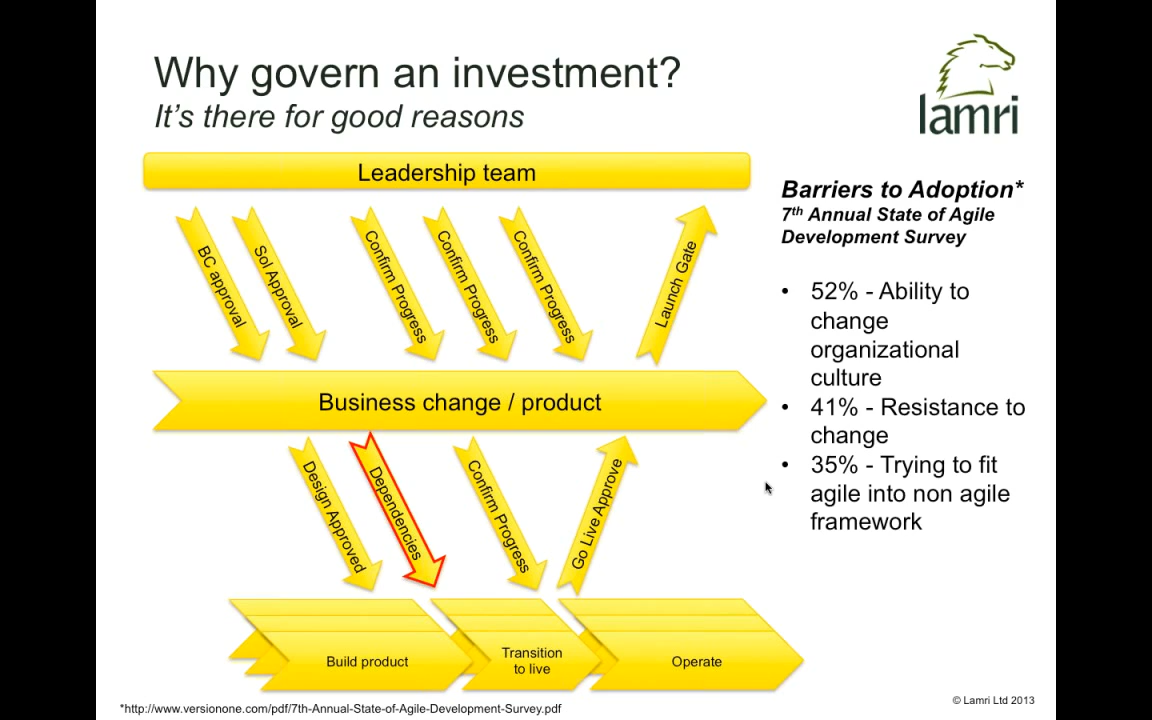 Why govern an investment?
It's there for good reasons
lamri
Leadership team
BC approval
Sol Approval
Confirm Progress
Confirm Progress
Confirm Progress
Launch Gate
Business change / product
Design Approved
Dependencies
Confirm Progress
Go Live Approve
Build product
Transition
to live
Operate
Barriers to Adoption*
7th Annual State of Agile
Development Survey
• 52% - Ability to
change
organizational
culture
• 41% - Resistance to
change
• 35% - Trying to fit
agile into non agile
framework
*http://www.versionone.com/pdf/7th-Annual-State-of-Agile-Development-Survey.pdf
© Lamri Ltd 2013